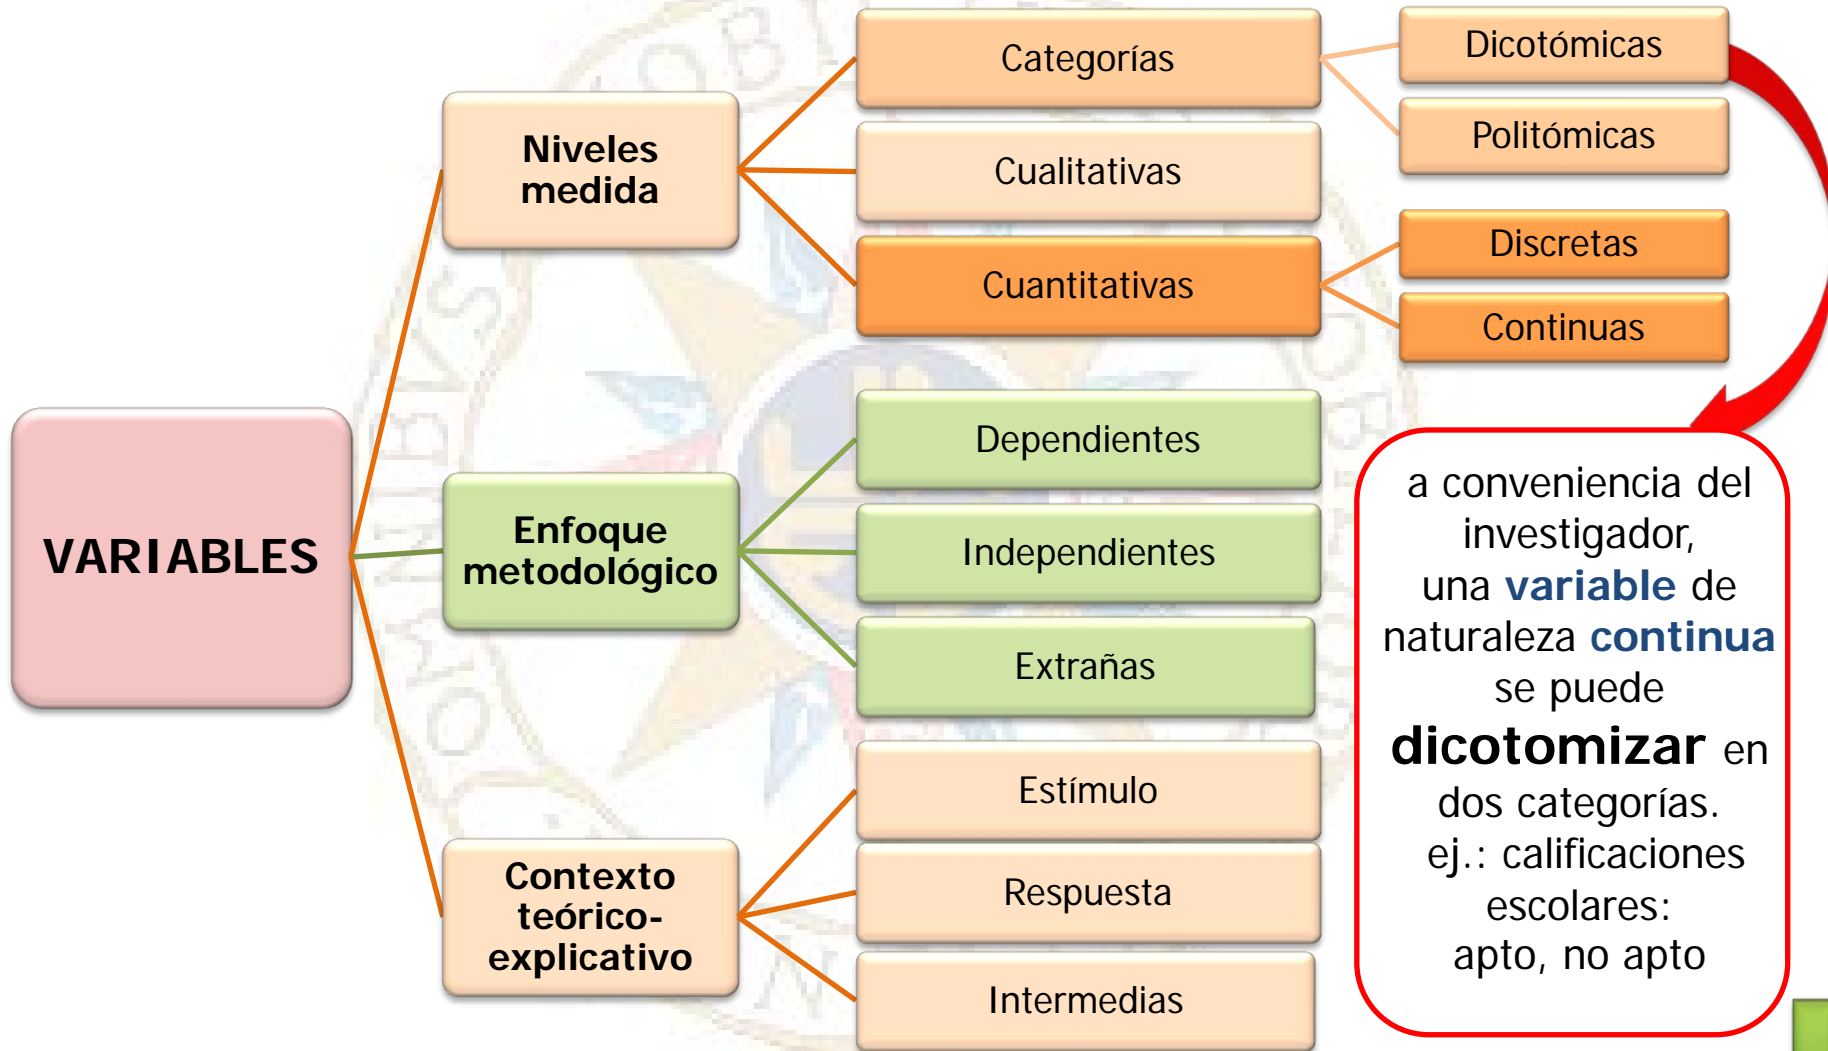 VARIABLES
Niveles
medida
Categorías
Dicotómicas
Politómicas
Cualitativas
Cuantitativas
Discretas
Continuas
Enfoque
metodológico
Dependientes
Independientes
Extrañas
Contexto
teórico-
explicativo
Estímulo
Respuesta
Intermedias
a conveniencia del
investigador,
una variable de
naturaleza continua
se puede
dicotomizar en
dos categorías.
ej.: calificaciones
escolares:
apto, no apto